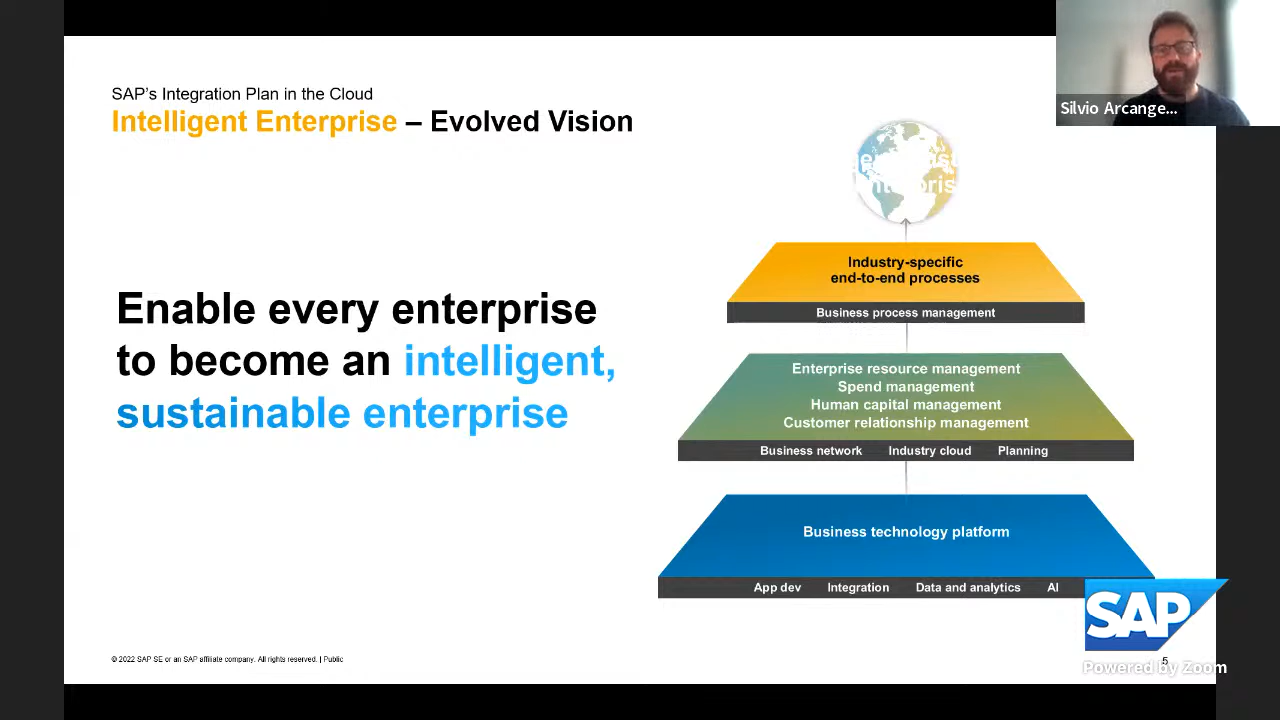 SAP's Integration Plan in the Cloud
Intelligent Enterprise – Evolved Vision
Silvio Arcange...
Enable every enterprise
to become an intelligent,
sustainable enterprise
Industry-specific
end-to-end processes
Business process management
Enterprise resource management
Spend management
Human capital management
Customer relationship management
Business network Industry cloud Planning
Business technology platform
App dev Integration Data and analytics AI
SAP
© 2022 SAP SE or an SAP affiliate company. All rights reserved. | Public
5
Powered by Zoom